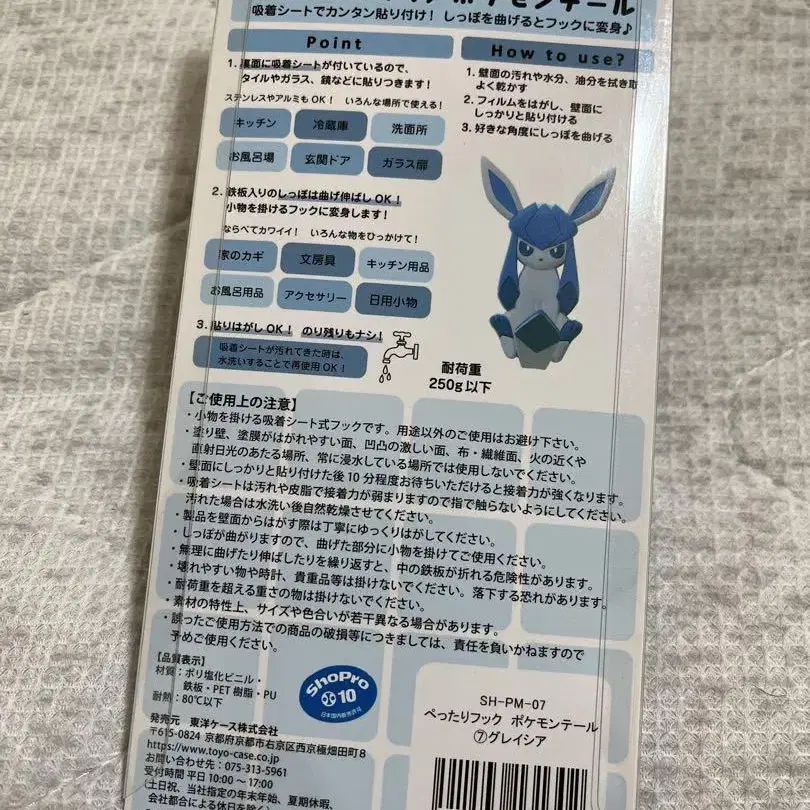 吸着シートでカンタン貼り付け! しっぽを曲げるとフックに変身♪
Point
1. 裏面に吸着シートが付いているので、
タイルやガラス、鏡などに貼りつきます!
ステンレスやアルミもOK! いろんな場所で使える!
キッチン 冷蔵庫 洗面所
お風呂場 玄関ドア ガラス扉
2. 鉄板入りのしっぽは曲げ伸ばしOK!
小物を掛けるフックに変身します!
ならべてカワイイ! いろんな物をひっかけて!
家のカギ 文房具 キッチン用品
お風呂用品 アクセサリー 日用小物
3. 貼りはがしOK! のり残りもナシ!
吸着シートが汚れてきた時は、
水洗いすることで再使用OK!
How to use?
1. 壁面の汚れや水分、油分を拭き取
よく乾かす
2. フィルムをはがし、壁面に
しっかりと貼り付ける
3. 好きな角度にしっぽを曲げる
耐荷重
250g以下
【ご使用上の注意】
・小物を掛ける吸着シート式フックです。用途以外のご使用はお避け下さい。
・塗り壁、塗膜がはがれやすい面、凹凸の激しい面、布・繊維面、火の近くや
直射日光のあたる場所、常に浸水している場所では使用しないでください。
・壁面にしっかりと貼り付けた後10分程度お待ちいただけると接着力が強くなります。
・吸着シートは汚れや皮脂で接着力が弱まりますので指で触らないようにしてください。
汚れた場合は水洗い後自然乾燥させてください。
・製品を壁面からはがす際は丁寧にゆっくりはがしてください。
・しっぽが曲がりますので、曲げた部分に小物を掛けてご使用ください。
・無理に曲げたり伸ばしたりを繰り返すと、中の鉄板が折れる危険性があります。
・壊れやすい物や時計、貴重品等は掛けないでください。落下する恐れがあります。
・耐荷重を超える重さの物は掛けないでください。
・素材の特性上、サイズや色合いが若干異なる場合があります。
・誤ったご使用方法での商品の破損等につきましては、責任を負いかねますので
予めご使用ください。
【品質表示】
材質:ポリ塩化ビニル・
鉄板・PET樹脂・PU
耐熱:80℃以下
ShoPro
10
日本国内販売許可
発売元 東洋ケース株式会社
〒615-0824 京都府京都市右京区西京極畑田町8
https://www.toyo-case.co.jp
お問い合わせ:075-313-5961
受付時間 平日10:00〜17:00
(土日祝、当社指定の年末年始、夏期休暇、
会社都合による休日を除く)
SH-PM-07
ぺったりフック ポケモンテール
⑦グレイシア